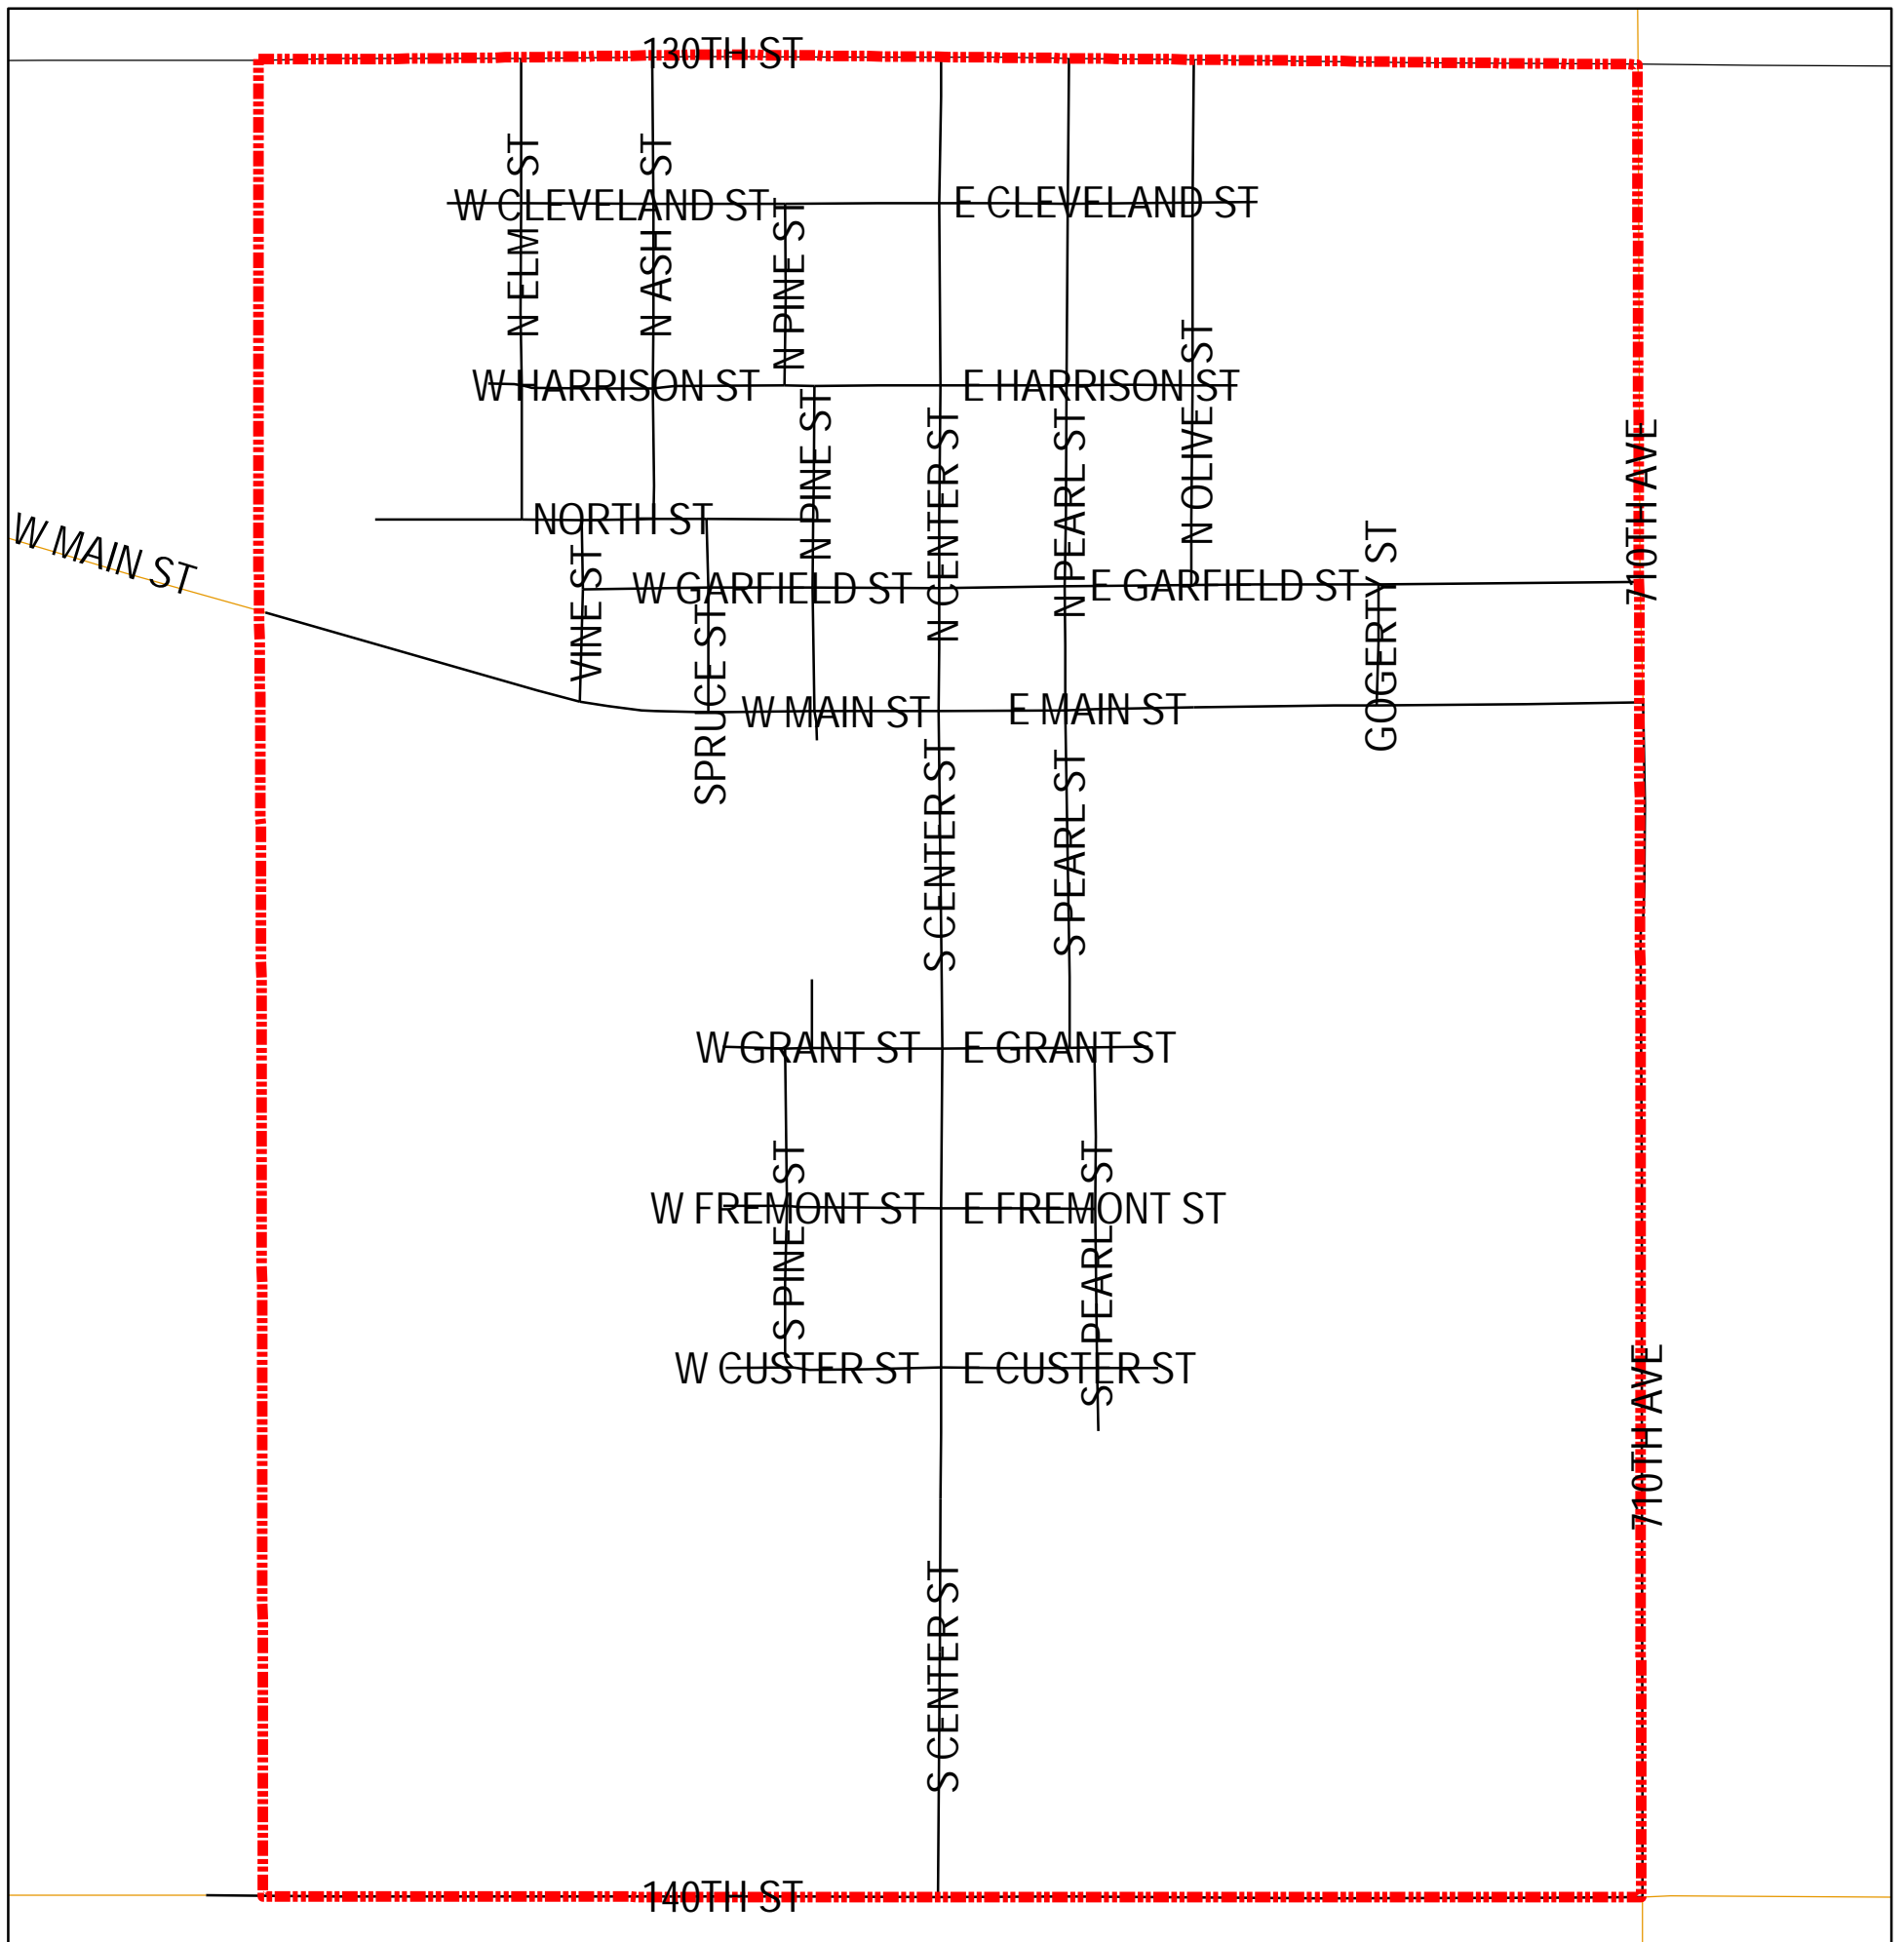 130TH ST
N ELM ST
N ASH ST
W CLEVELAND ST
E CLEVELAND ST
N PINE ST
W HARRISON ST
E HARRISON ST
N OLIVE ST
N PINE ST
N CENTER ST
N PEARL ST
710TH AVE
W MAIN ST
NORTH ST
VINE ST
W GARFIELD ST
E GARFIELD ST
GOGERTY ST
SPRUCE ST
W MAIN ST
E MAIN ST
S CENTER ST
S PEARL ST
W GRANT ST
E GRANT ST
S PINE ST
S PEARL ST
W FREMONT ST
E FREMONT ST
W CUSTER ST
E CUSTER ST
710TH AVE
S CENTER ST
140TH ST